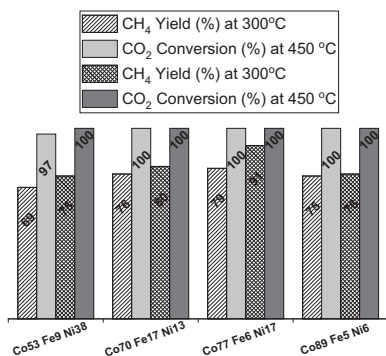 CH₄ Yield (%) at 300°C
CO₂ Conversion (%) at 450 °C
CH₄ Yield (%) at 300°C
CO₂ Conversion (%) at 450 °C
69 97 75 100
76 100 80 100
79 100 91 100
75 100 76 100
Co53 Fe9 Ni38 Co70 Fe17 Ni13 Co77 Fe6 Ni17 Co89 Fe5 Ni6